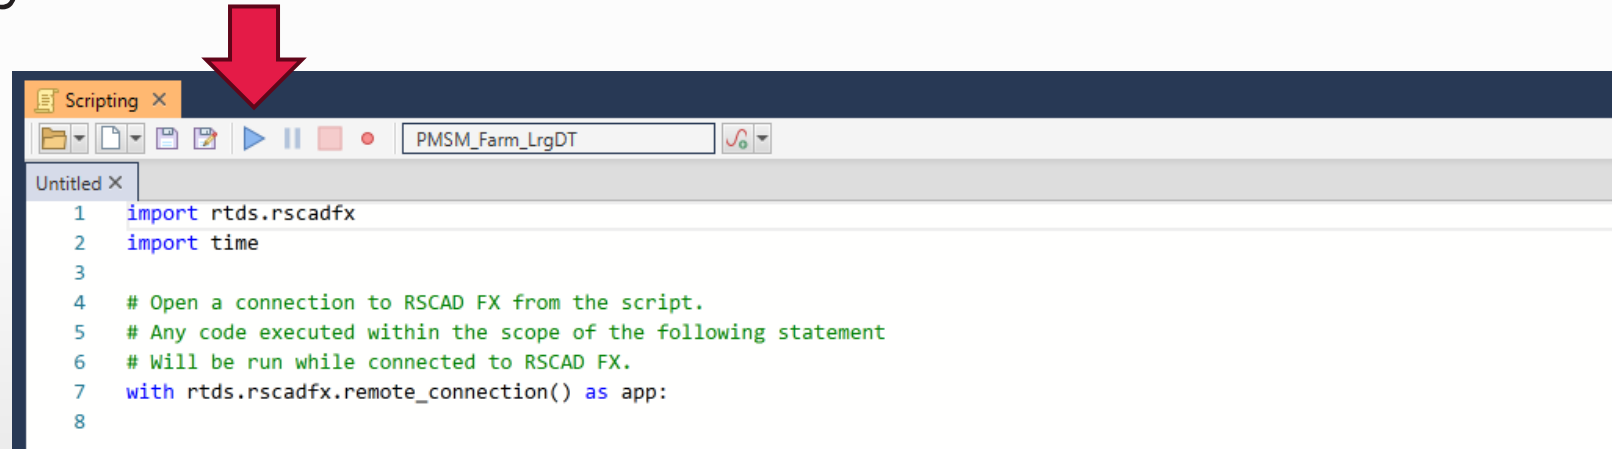 Scripting
PMSM_Farm_LrgDT
Untitled
1 import rtds.rscadfx
2 import time
3
4 # Open a connection to RSCAD FX from the script.
5 # Any code executed within the scope of the following statement
6 # Will be run while connected to RSCAD FX.
7 with rtds.rscadfx.remote_connection() as app:
8